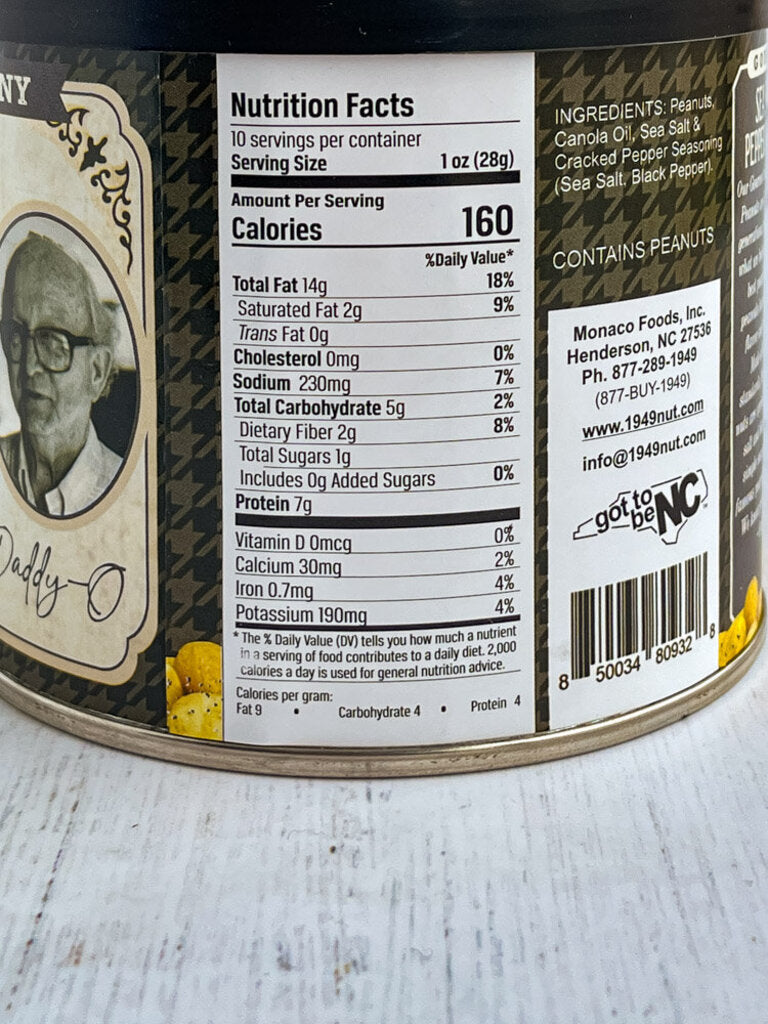 NY
Daddy-O
Nutrition Facts
10 servings per container
Serving Size 1 oz (28g)
Amount Per Serving
Calories 160
%Daily Value*
Total Fat 14g 18%
Saturated Fat 2g 9%
Trans Fat 0g
Cholesterol 0mg 0%
Sodium 230mg 7%
Total Carbohydrate 5g 2%
Dietary Fiber 2g 8%
Total Sugars 1g
Includes 0g Added Sugars 0%
Protein 7g
Vitamin D 0mcg 0%
Calcium 30mg 2%
Iron 0.7mg 4%
Potassium 190mg 4%
* The % Daily Value (DV) tells you how much a nutrient
in a serving of food contributes to a daily diet. 2,000
calories a day is used for general nutrition advice.
Calories per gram:
Fat 9 • Carbohydrate 4 • Protein 4
INGREDIENTS: Peanuts,
Canola Oil, Sea Salt &
Cracked Pepper Seasoning
(Sea Salt, Black Pepper).
CONTAINS PEANUTS
Monaco Foods, Inc.
Henderson, NC 27536
Ph. 877-289-1949
(877-BUY-1949)
www.1949nut.com
info@1949nut.com
got to
be NC
8 50034 80932 8